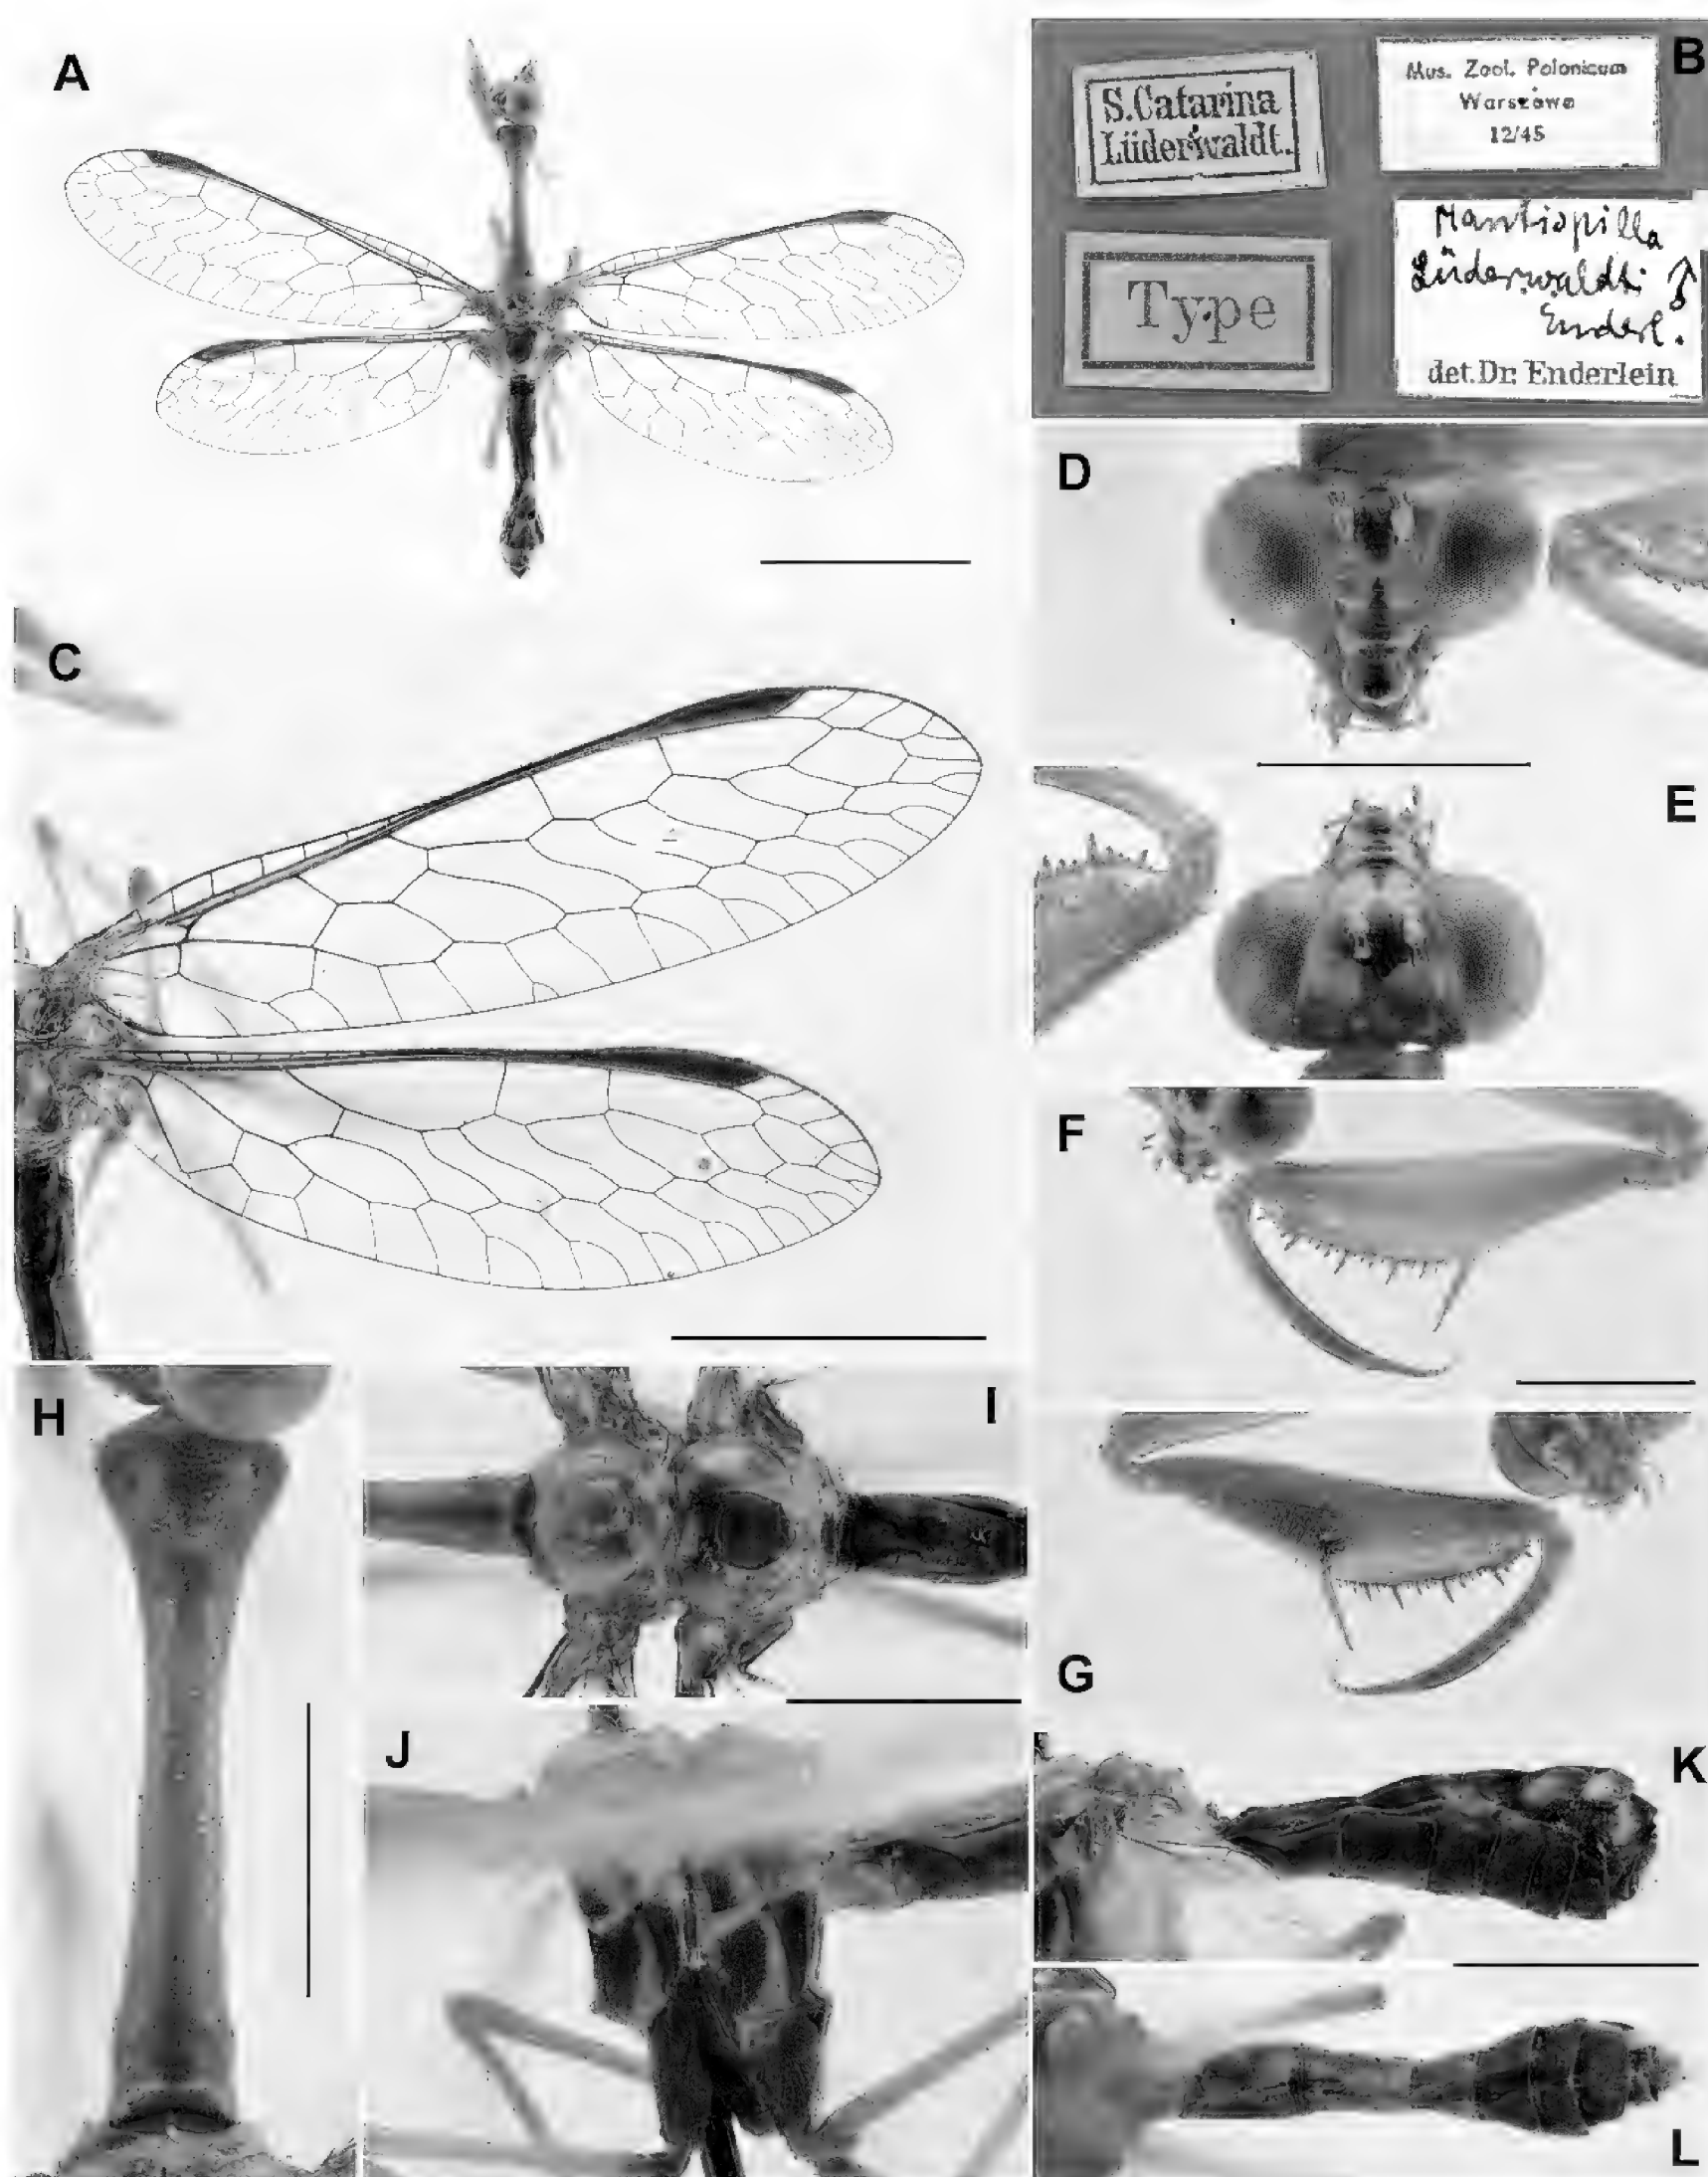 A
B
S.Catarina
Lüderwaldt.
Mus. Zool. Polonicum
Warszawa
12/45
Type
Mantispilla
Lüderwaldti ♂
Enderl.
det. Dr. Enderlein
C
D
E
F
G
H
I
J
K
L